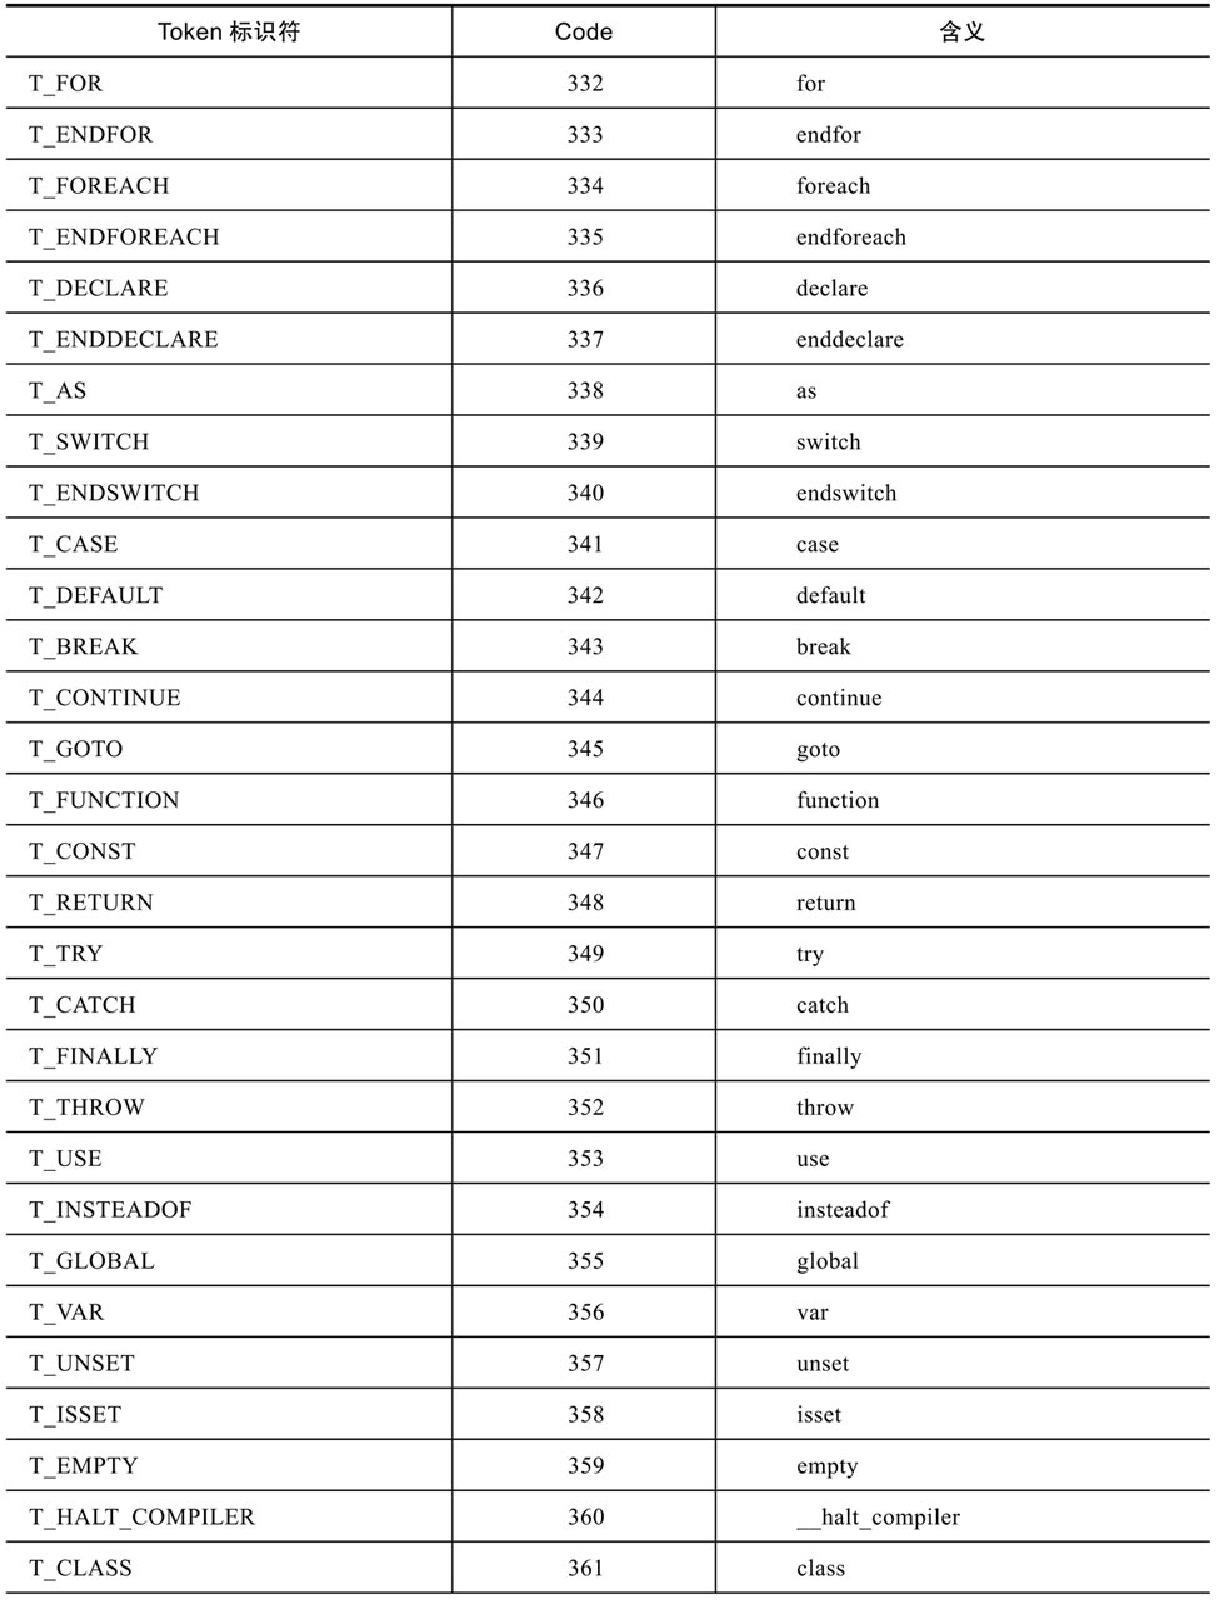 Token 标识符 Code 含义
T_FOR 332 for
T_ENDFOR 333 endfor
T_FOREACH 334 foreach
T_ENDFOREACH 335 endforeach
T_DECLARE 336 declare
T_ENDDECLARE 337 enddeclare
T_AS 338 as
T_SWITCH 339 switch
T_ENDSWITCH 340 endswitch
T_CASE 341 case
T_DEFAULT 342 default
T_BREAK 343 break
T_CONTINUE 344 continue
T_GOTO 345 goto
T_FUNCTION 346 function
T_CONST 347 const
T_RETURN 348 return
T_TRY 349 try
T_CATCH 350 catch
T_FINALLY 351 finally
T_THROW 352 throw
T_USE 353 use
T_INSTEADOF 354 insteadof
T_GLOBAL 355 global
T_VAR 356 var
T_UNSET 357 unset
T_ISSET 358 isset
T_EMPTY 359 empty
T_HALT_COMPILER 360 __halt_compiler
T_CLASS 361 class